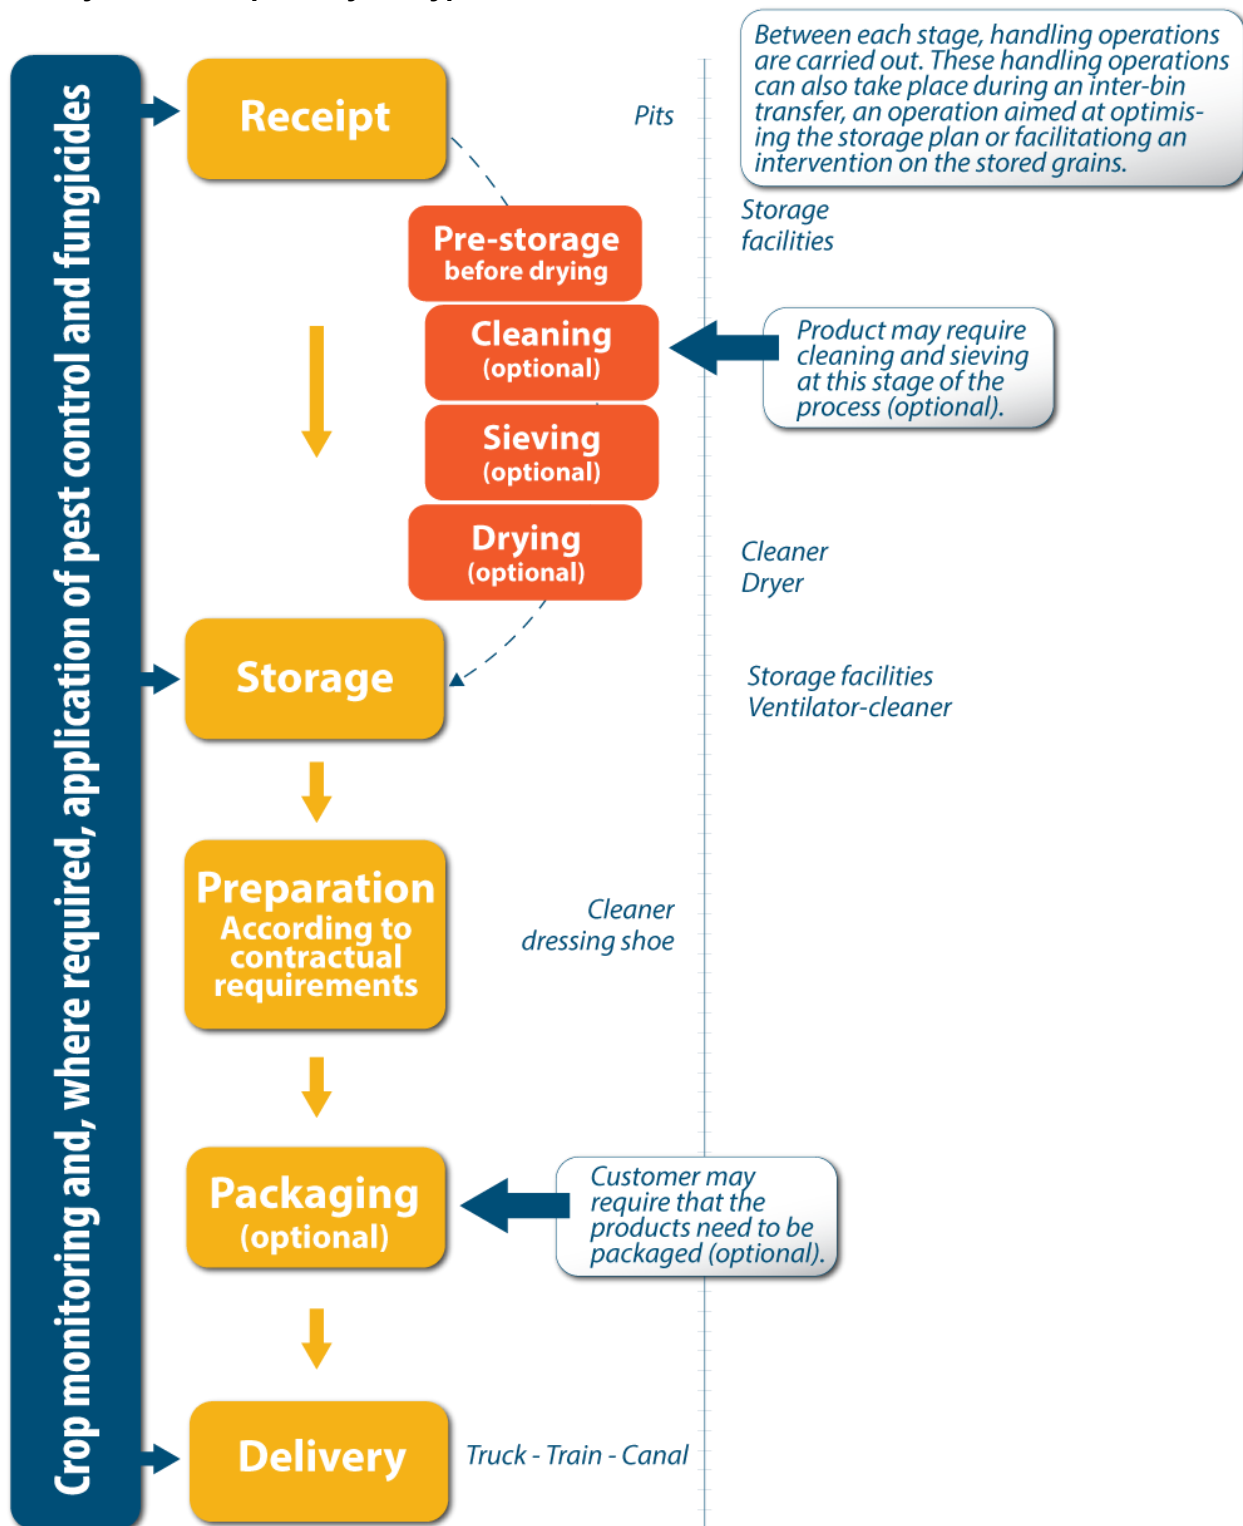 Between each stage, handling operations
are carried out. These handling operations
can also take place during an inter-bin
transfer, an operation aimed at optimis-
ing the storage plan or facilitationg an
intervention on the stored grains.
Crop monitoring and, where required, application of pest control and fungicides
Receipt
Pits
Storage
facilities
Pre-storage
before drying
Cleaning
(optional)
Product may require
cleaning and sieving
at this stage of the
process (optional).
Sieving
(optional)
Drying
(optional)
Cleaner
Dryer
Storage
Storage facilities
Ventilator-cleaner
Preparation
According to
contractual
requirements
Cleaner
dressing shoe
Packaging
(optional)
Customer may
require that the
products need to be
packaged (optional).
Delivery
Truck - Train - Canal